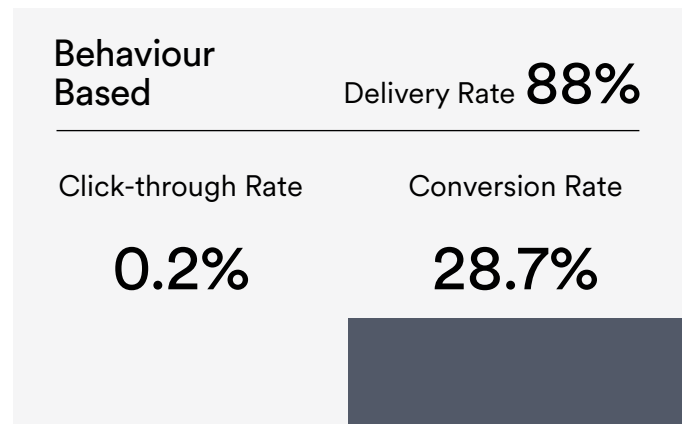 Behaviour
Based
Delivery Rate 88%
Click-through Rate
Conversion Rate
0.2%
28.7%